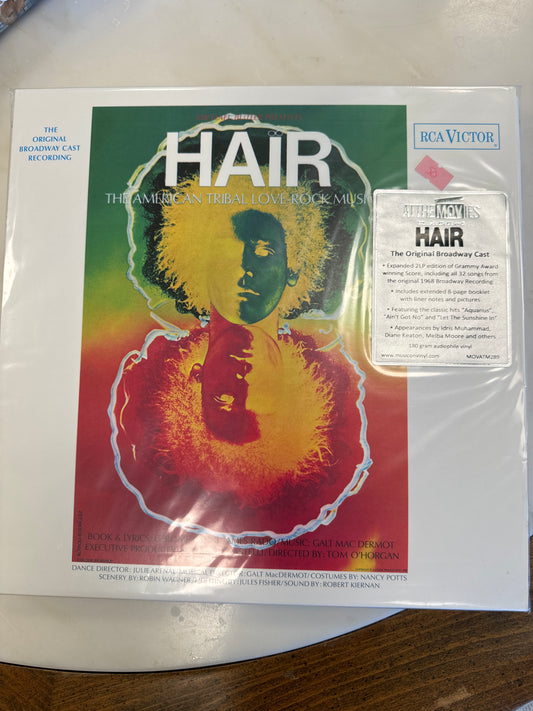 THE
ORIGINAL
BROADWAY CAST
RECORDING
HAIR
THE AMERICAN TRIBAL LOVE-ROCK MUSI
RCA VICTOR
AT THE MOVIES
HAIR
The Original Broadway Cast
• Expanded 2LP edition of Grammy Award
winning Score, including all 32 songs from
the original 1968 Broadway Recording
• Includes extended 8-page booklet
with liner notes and pictures
• Featuring the classic hits "Aquarius",
"Ain't Got No" and "Let The Sunshine In"
• Appearances by Idris Muhammad,
Diane Keaton, Melba Moore and others
180 gram audiophile vinyl
www.musiconvinyl.com MOVATM289
BOOK & LYRICS: RADO/MUSIC: GALT MAC DERMOT
EXECUTIVE DIRECTED BY: TOM O'HORGAN
DANCE DIRECTOR: JULIE ARENAL/MUSICAL DIRECTOR: GALT MacDERMOT/COSTUMES BY: NANCY POTTS
SCENERY BY: ROBIN WAGNER/LIGHTING BY: JULES FISHER/SOUND BY: ROBERT KIERNAN